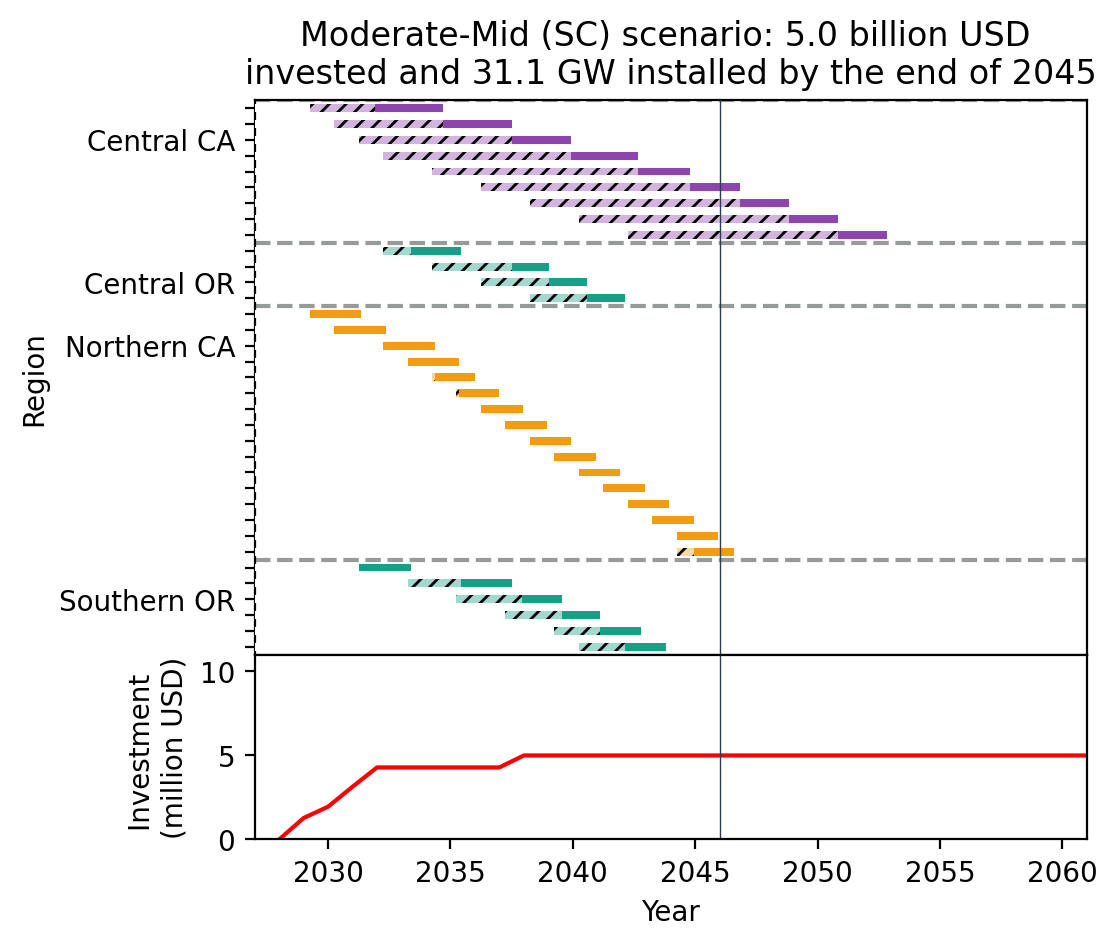 Moderate-Mid (SC) scenario: 5.0 billion USD
invested and 31.1 GW installed by the end of 2045
Central CA
Central OR
Northern CA
Southern OR
Region
10
5
0
Investment
(million USD)
2030 2035 2040 2045 2050 2055 2060
Year